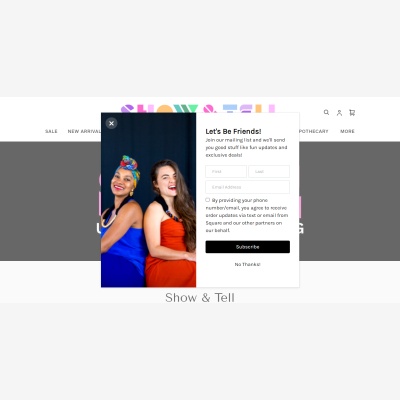 SHOW & TELL
SALE
NEW ARRIVAL
POTHECARY
MORE
Let's Be Friends!
Join our mailing list and we'll send
you good stuff like fun updates and
exclusive deals!
First
Last
Email Address
By providing your phone
number/email, you agree to receive
order updates via text or email from
Square and our other partners on
our behalf.
Subscribe
No Thanks!
Show & Tell